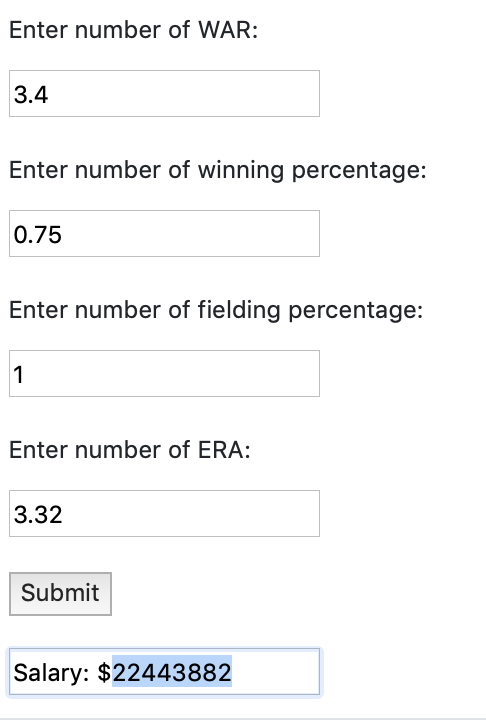 Enter number of WAR:
3.4
Enter number of winning percentage:
0.75
Enter number of fielding percentage:
1
Enter number of ERA:
3.32
Submit
Salary: $22443882